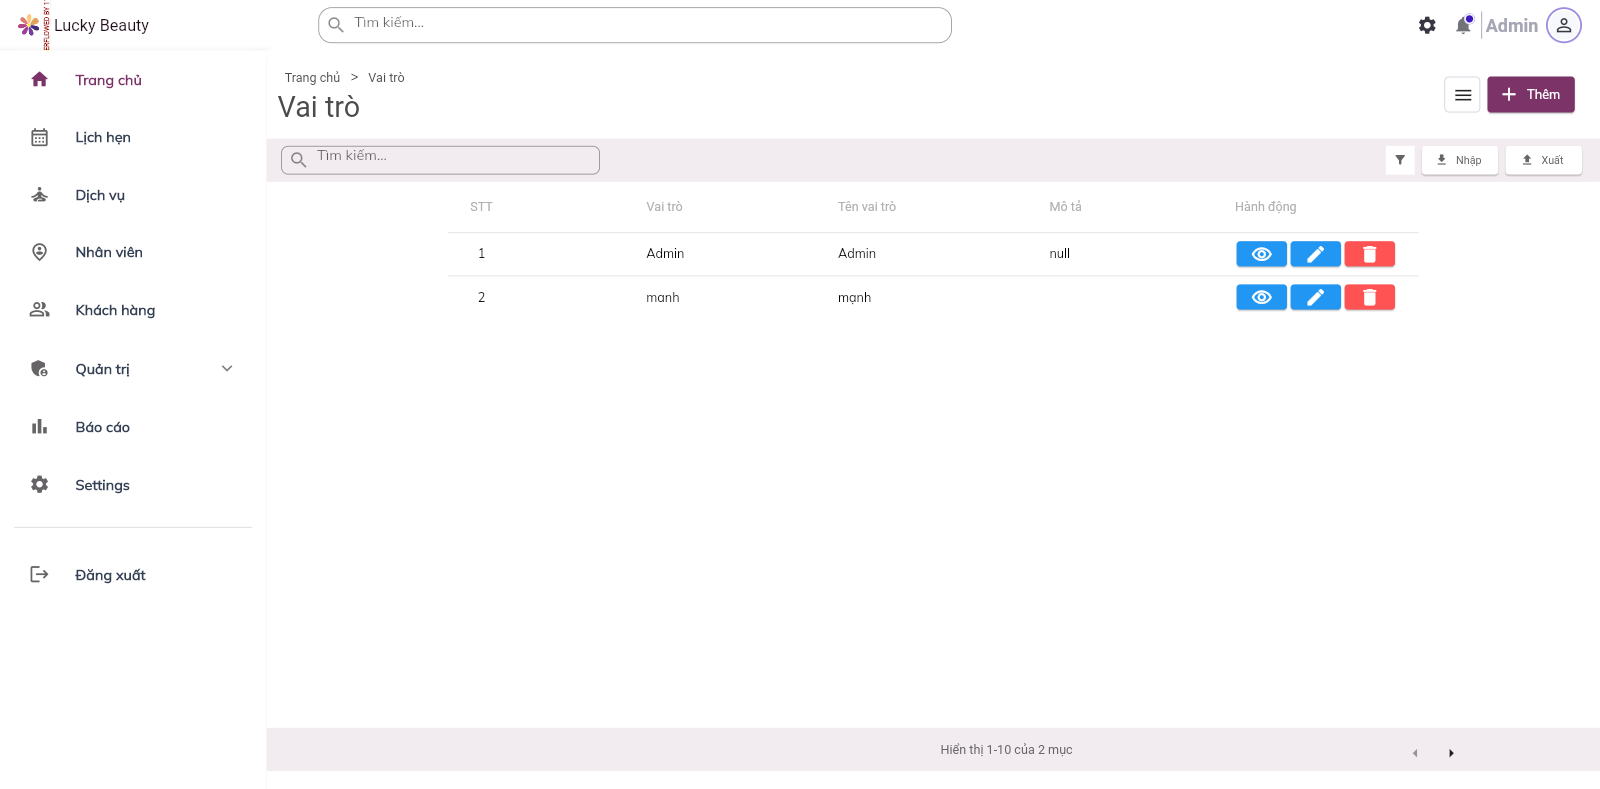 ERFLOWED BY 1
Lucky Beauty
Tìm kiếm...
Admin
Trang chủ
Lịch hẹn
Dịch vụ
Nhân viên
Khách hàng
Quản trị
Báo cáo
Settings
Đăng xuất
Trang chủ > Vai trò
Vai trò
Thêm
Tìm kiếm...
Nhập
Xuất
STT Vai trò Tên vai trò Mô tả Hành động
1 Admin Admin null
2 manh mạnh
Hiển thị 1-10 của 2 mục